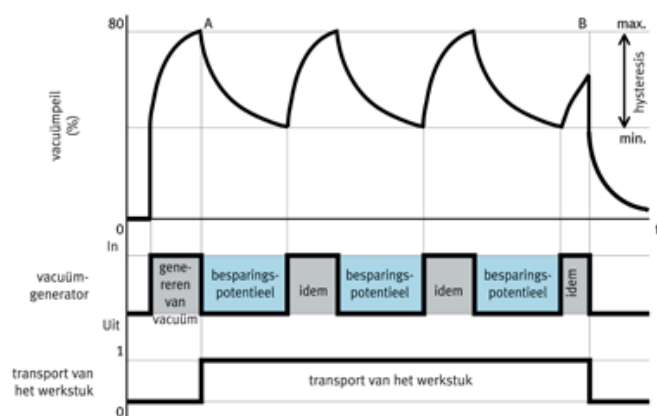 80
A
B
max.
hysteresis
min.
vacuümpeil
(%)
0
t
In
vacuüm-
generator
Uit
gene-
reren
van
vacuüm
besparings-
potentieel
idem
besparings-
potentieel
idem
besparings-
potentieel
idem
1
transport van
het werkstuk
transport van het werkstuk
0